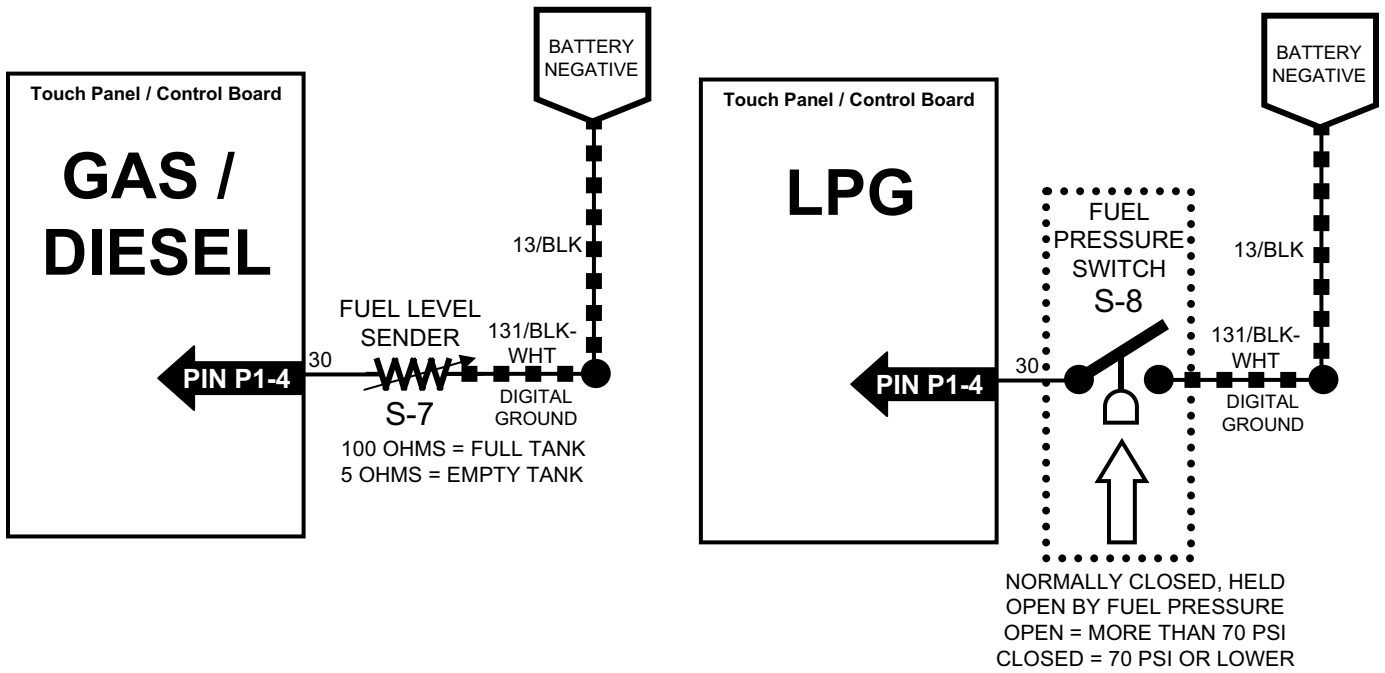 BATTERY
NEGATIVE
Touch Panel / Control Board
GAS /
DIESEL
13/BLK
FUEL LEVEL
SENDER
131/BLK-
WHT
30
PIN P1-4
S-7
DIGITAL
GROUND
100 OHMS = FULL TANK
5 OHMS = EMPTY TANK
BATTERY
NEGATIVE
Touch Panel / Control Board
LPG
FUEL
PRESSURE
SWITCH
S-8
13/BLK
131/BLK-
WHT
30
PIN P1-4
DIGITAL
GROUND
NORMALLY CLOSED, HELD
OPEN BY FUEL PRESSURE
OPEN = MORE THAN 70 PSI
CLOSED = 70 PSI OR LOWER